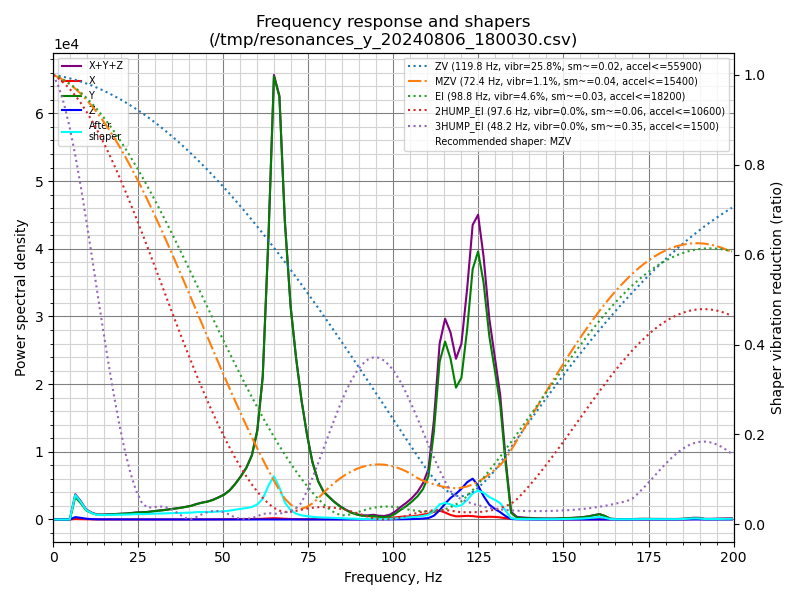 Frequency response and shapers
(/tmp/resonances_y_20240806_180030.csv)
1e4
X+Y+Z
X
Y
Z
After
shaper
ZV (119.8 Hz, vibr=25.8%, sm~=0.02, accel<=55900)
MZV (72.4 Hz, vibr=1.1%, sm~=0.04, accel<=15400)
EI (98.8 Hz, vibr=4.6%, sm~=0.03, accel<=18200)
2HUMP_EI (97.6 Hz, vibr=0.0%, sm~=0.06, accel<=10600)
3HUMP_EI (48.2 Hz, vibr=0.0%, sm~=0.35, accel<=1500)
Recommended shaper: MZV
Power spectral density
6
5
4
3
2
1
0
1.0
0.8
0.6
0.4
0.2
0.0
Shaper vibration reduction (ratio)
0 25 50 75 100 125 150 175 200
Frequency, Hz